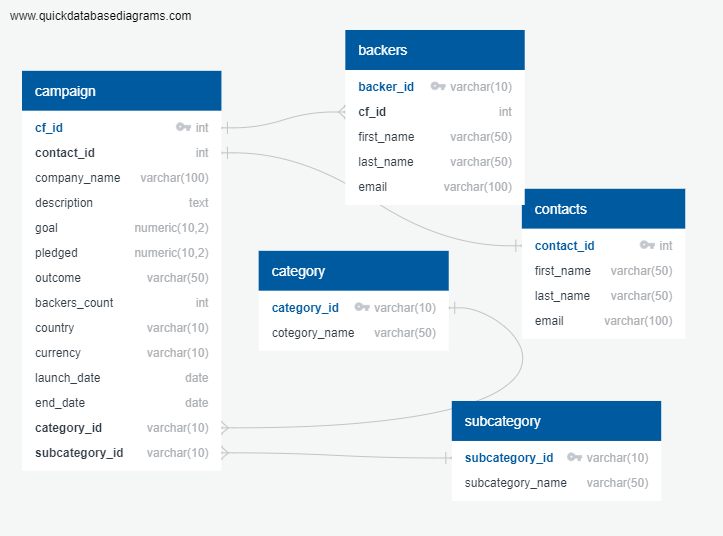 www.quickdatabasediagrams.com
campaign
cf_id int
contact_id int
company_name varchar(100)
description text
goal numeric(10,2)
pledged numeric(10,2)
outcome varchar(50)
backers_count int
country varchar(10)
currency varchar(10)
launch_date date
end_date date
category_id varchar(10)
subcategory_id varchar(10)
backers
backer_id varchar(10)
cf_id int
first_name varchar(50)
last_name varchar(50)
email varchar(100)
contacts
contact_id int
first_name varchar(50)
last_name varchar(50)
email varchar(100)
category
category_id varchar(10)
cotegory_name varchar(50)
subcategory
subcategory_id varchar(10)
subcategory_name varchar(50)